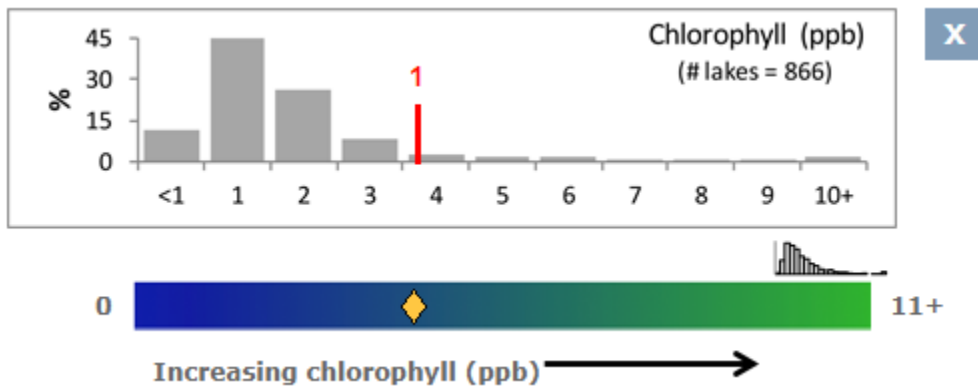 X
Chlorophyll (ppb)
(# lakes = 866)
%
45
30
15
0
1
<1 1 2 3 4 5 6 7 8 9 10+
0 11+
Increasing chlorophyll (ppb)